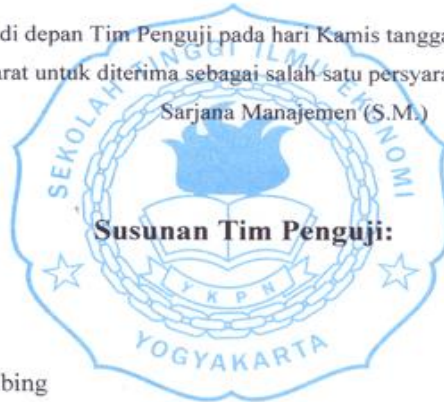 di depan Tim Penguji pada hari Kamis tangga
arat untuk diterima sebagai salah satu persyara
Sarjana Manajemen (S.M.)
SEKOLAH TINGGI ILMU EKONOMI
Susunan Tim Penguji:
YKPN
YOGYAKARTA
bing